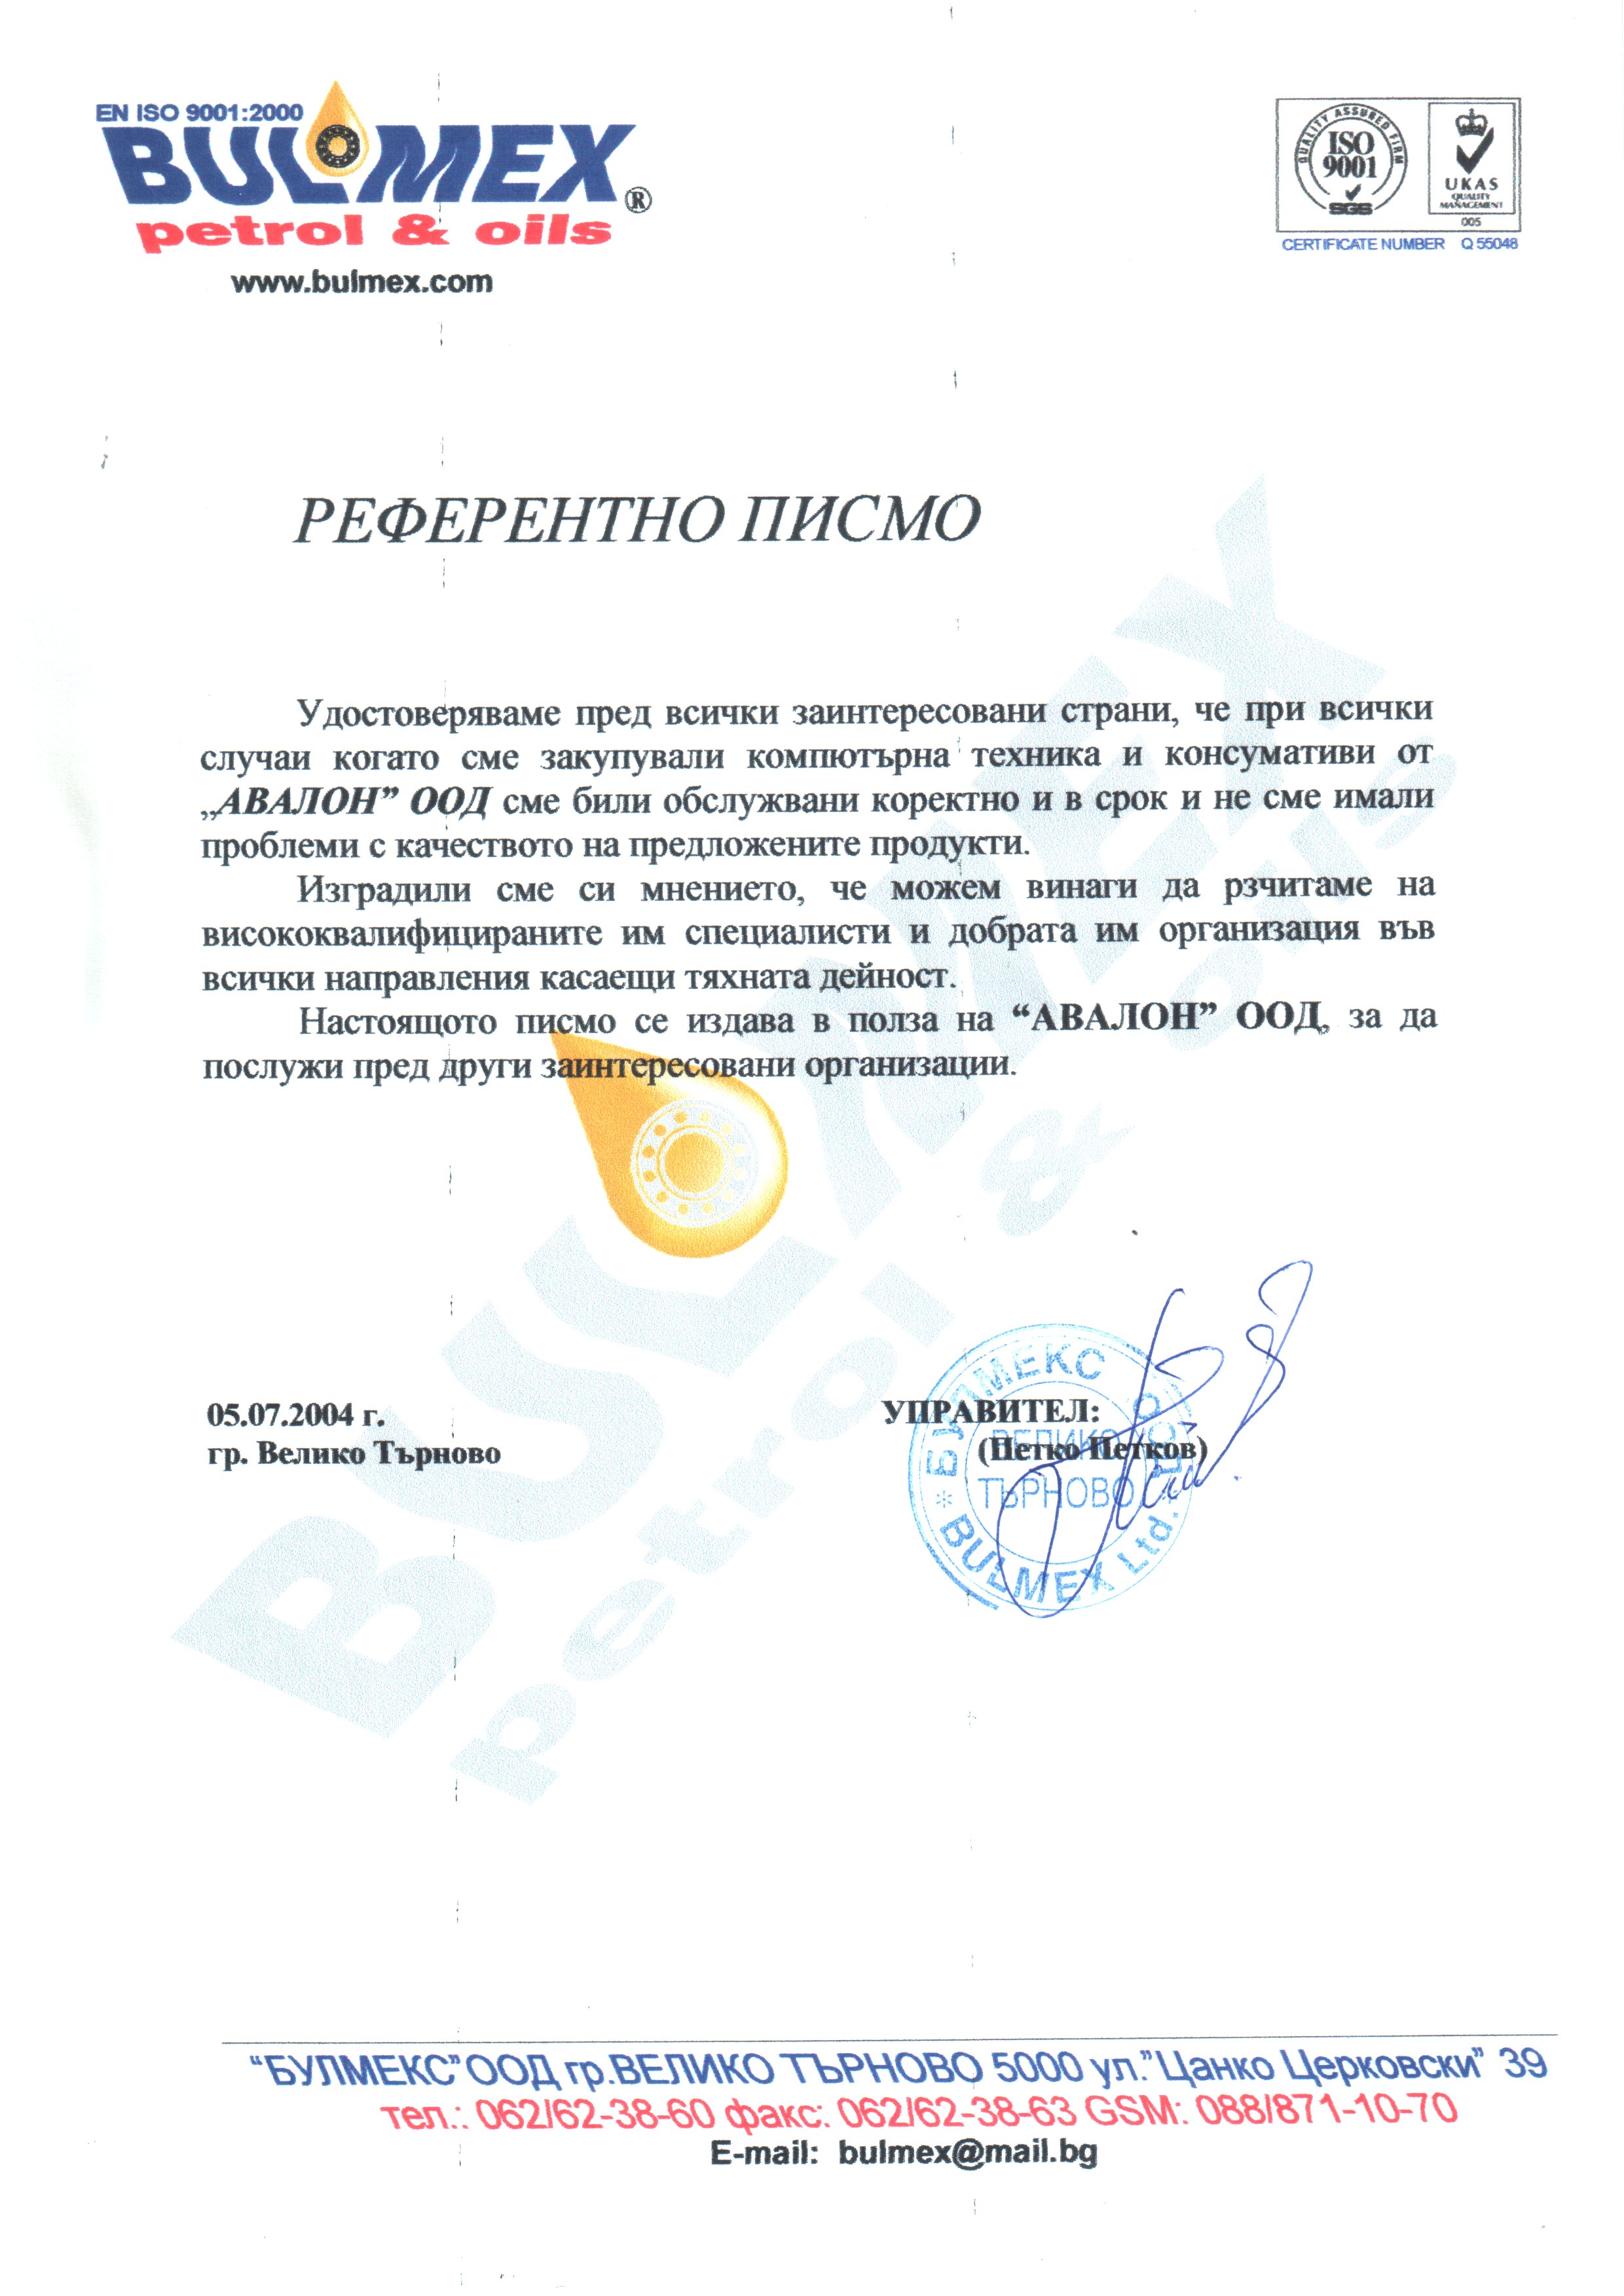 EN ISO 9001:2000
BULMEX®
petrol & oils
www.bulmex.com
QUALITY ASSURED FIRM
ISO
9001
SGS
UKAS
QUALITY
MANAGEMENT
005
CERTIFICATE NUMBER Q 55048
РЕФЕРЕНТНО ПИСМО
Удостоверяваме пред всички заинтересовани страни, че при всички
случаи когато сме закупували компютърна техника и консумативи от
„АВАЛОН” ООД сме били обслужвани коректно и в срок и не сме имали
проблеми с качеството на предложените продукти.
Изградили сме си мнението, че можем винаги да рзчитаме на
висококвалифицираните им специалисти и добрата им организация във
всички направления касаещи тяхната дейност.
Настоящото писмо се издава в полза на “АВАЛОН” ООД, за да
послужи пред други заинтересовани организации.
BULMEX
petrol & oils
05.07.2004 г.
гр. Велико Търново
УПРАВИТЕЛ:
(Петко Петков)
БУЛМЕКС ООД
ВЕЛИКО
ТЪРНОВО
* BULMEX Ltd. *
“БУЛМЕКС”ООД гр.ВЕЛИКО ТЪРНОВО 5000 ул.”Цанко Церковски” 39
тел.: 062/62-38-60 факс: 062/62-38-63 GSM: 088/871-10-70
E-mail: bulmex@mail.bg